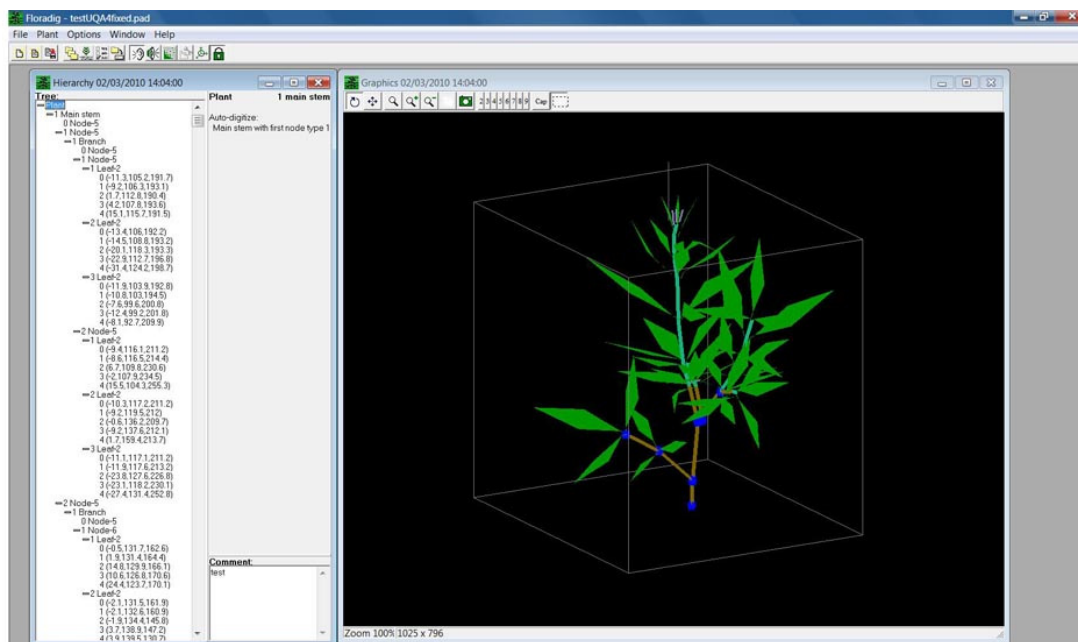 Floradig - testUQA4fixed.pad
File Plant Options Window Help
Hierarchy 02/03/2010 14:04:00
Tree:
Plant
1 Main stem
0 Node-5
1 Node-5
1 Branch
0 Node-5
1 Node-5
1 Leaf-2
0 (-11.3,105.2,191.7)
1 (-9.2,106.3,193.1)
2 (1.7,112.8,190.4)
3 (4.2,107.8,193.6)
4 (15.1,115.7,191.5)
2 Leaf-2
0 (-13.4,106,192.2)
1 (-14.5,108.8,193.2)
2 (-20.1,118.3,193.3)
3 (-22.9,112.7,196.8)
4 (-31.4,124.2,198.7)
3 Leaf-2
0 (-11.9,103.9,192.8)
1 (-10.8,103,194.5)
2 (-7.6,99.6,200.8)
3 (-12.4,99.2,201.8)
4 (-8.1,92.7,209.9)
2 Node-5
1 Leaf-2
0 (-9.4,116.1,211.2)
1 (-8.6,116.5,214.4)
2 (6.7,109.8,230.6)
3 (-2,107.9,234.5)
4 (15.5,104.3,255.3)
2 Leaf-2
0 (-10.3,117.2,211.2)
1 (-9.2,119.5,212)
2 (-0.6,136.2,209.7)
3 (-9.2,137.6,212.1)
4 (1.7,159.4,213.7)
3 Leaf-2
0 (-11.1,117.1,211.2)
1 (-11.9,117.6,213.2)
2 (-23.8,127.6,226.8)
3 (-23.1,118.2,230.1)
4 (-27.4,131.4,252.8)
2 Node-5
1 Branch
0 Node-5
1 Node-6
1 Leaf-2
0 (-0.5,131.7,162.6)
1 (1.9,131.4,164.4)
2 (14.8,129.9,166.1)
3 (10.6,126.8,170.6)
4 (24.4,123.7,170.1)
2 Leaf-2
0 (-2.1,131.5,161.9)
1 (-2.1,132.6,160.9)
2 (-1.9,134.4,145.8)
3 (3.7,138.9,147.2)
4 (3.9,139.5,130.7)
Plant 1 main stem
Auto-digitize:
Main stem with first node type 1
Comment:
test
Graphics 02/03/2010 14:04:00
2 3 4 5 6 7 8 9 Cap
Zoom 100% 1025 x 796